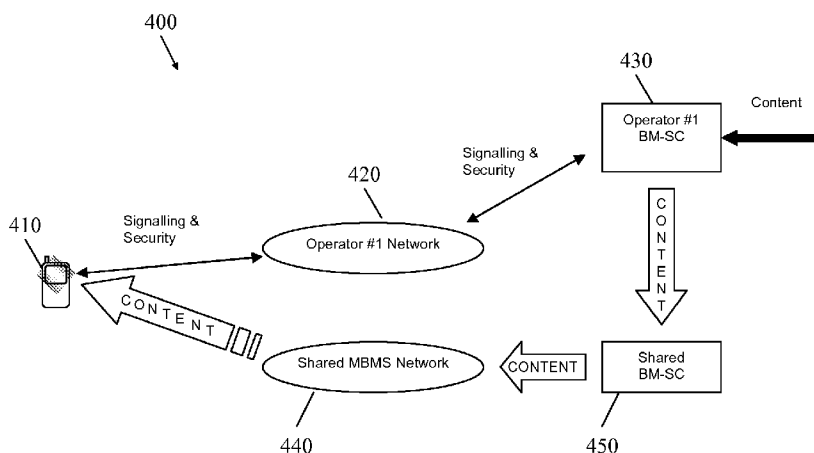 400
430
Content
Operator #1
BM-SC
Signalling &
Security
420
Signalling &
Security
410
Operator #1 Network
CONTENT
CONTENT
Shared MBMS Network
CONTENT
Shared
BM-SC
440
450